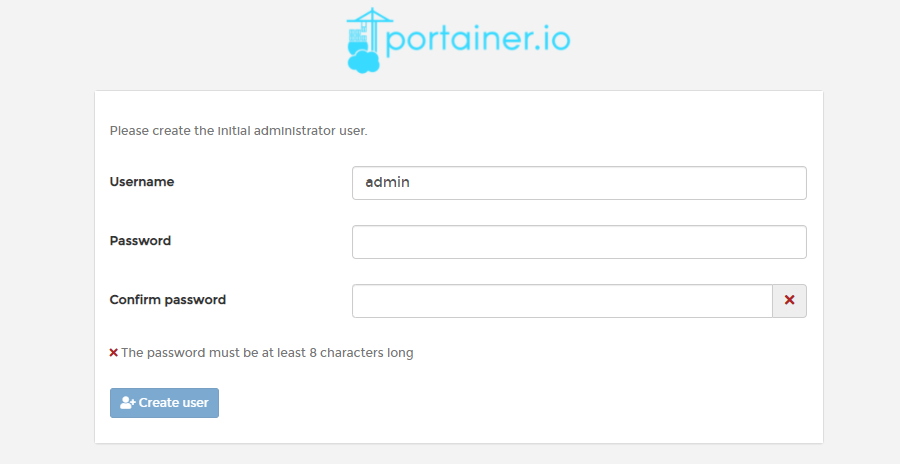 portainer.io
Please create the initial administrator user.
Username
admin
Password
Confirm password
The password must be at least 8 characters long
Create user